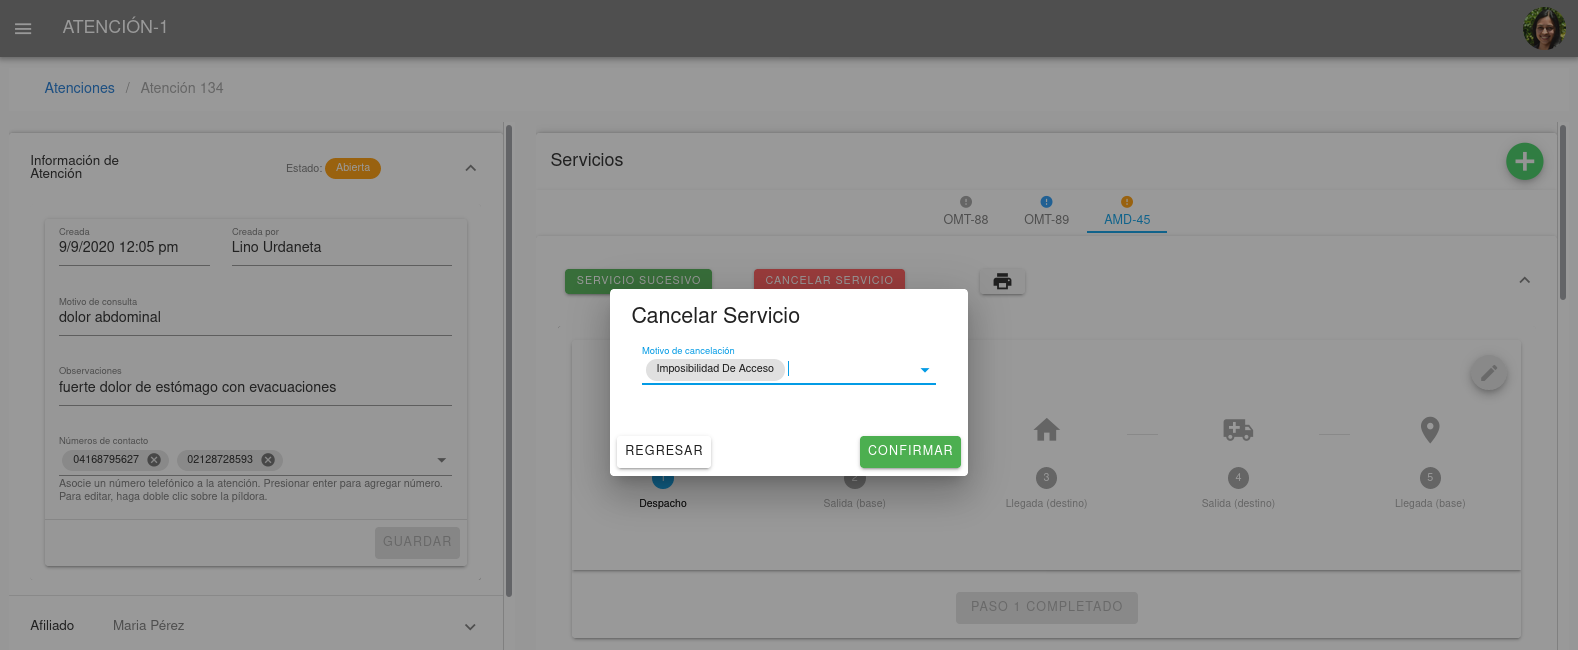 ATENCIÓN-1
Atenciones / Atención 134
Información de
Atención
Estado: Abierta
Creada
9/9/2020 12:05 pm
Creada por
Lino Urdaneta
Motivo de consulta
dolor abdominal
Observaciones
fuerte dolor de estómago con evacuaciones
Números de contacto
04168795627 02128728593
Asocie un número telefónico a la atención. Presionar enter para agregar número.
Para editar, haga doble clic sobre la píldora.
GUARDAR
Afiliado María Pérez
Servicios
OMT-88 OMT-89 AMD-45
SERVICIO SUCESIVO CANCELAR SERVICIO
Cancelar Servicio
Motivo de cancelación
Imposibilidad De Acceso
REGRESAR CONFIRMAR
1 2 3 4 5
Despacho Salida (base) Llegada (destino) Salida (destino) Llegada (base)
PASO 1 COMPLETADO